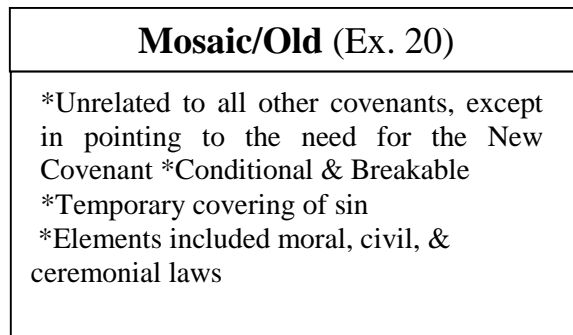 Mosaic/Old (Ex. 20)
*Unrelated to all other covenants, except
in pointing to the need for the New
Covenant *Conditional & Breakable
*Temporary covering of sin
*Elements included moral, civil, &
ceremonial laws